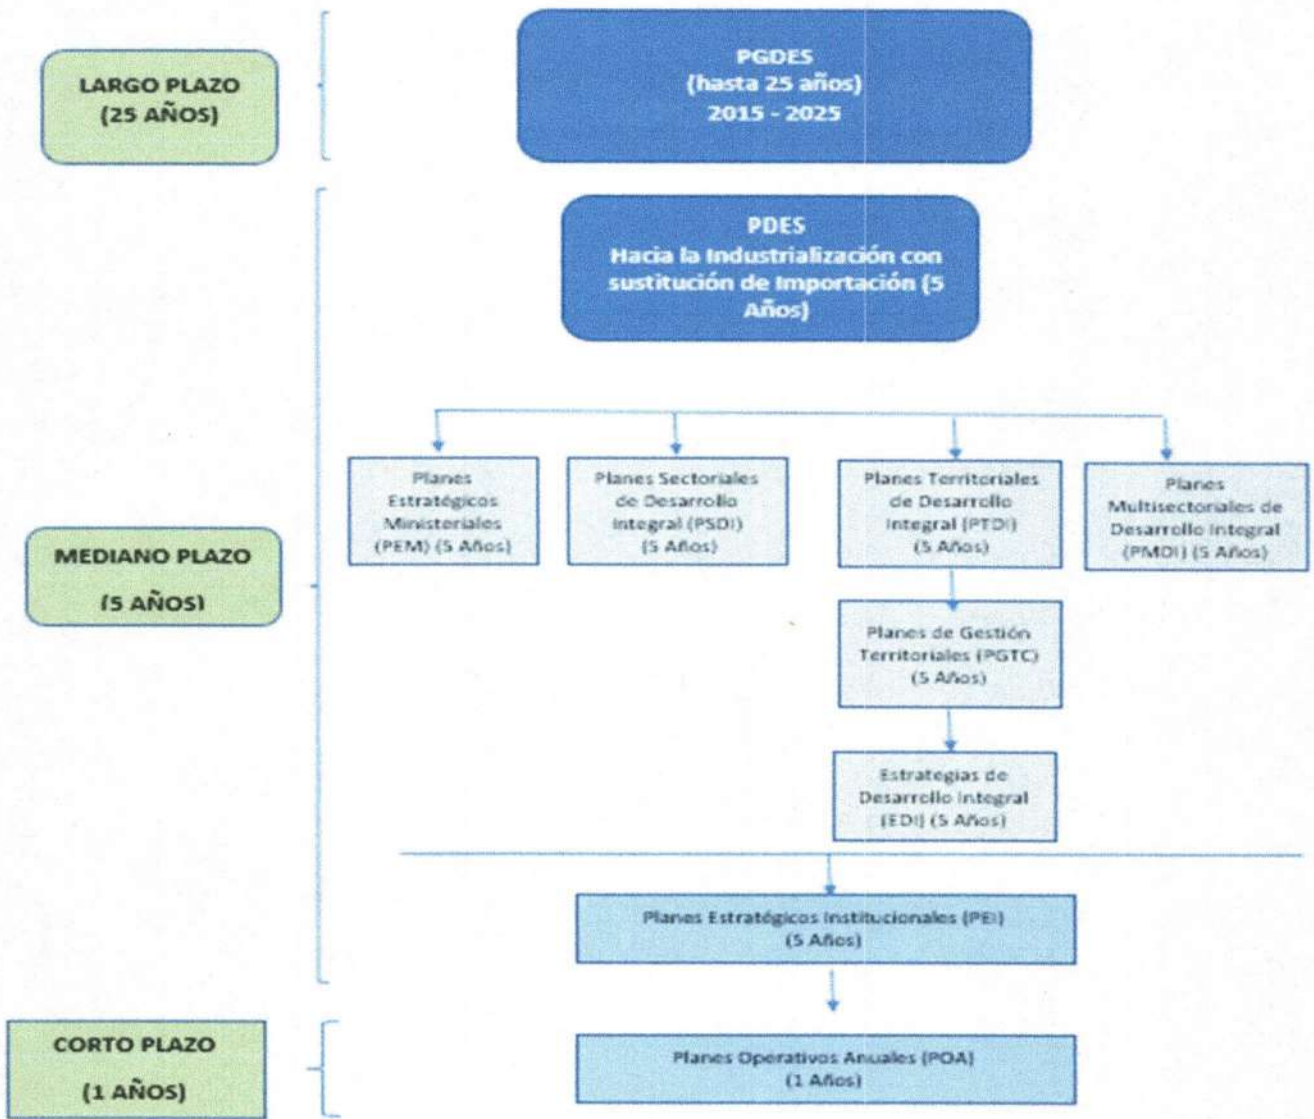 LARGO PLAZO
(25 AÑOS)
PGDES
(hasta 25 años)
2015 - 2025
PDES
Hacia la Industrialización con
sustitución de Importación (5
Años)
Planes
Estratégicos
Ministeriales
(PEM) (5 Años)
Planes Sectoriales
de Desarrollo
Integral (PSDI)
(5 Años)
Planes Territoriales
de Desarrollo
Integral (PTDI)
(5 Años)
Planes
Multisectoriales de
Desarrollo Integral
(PMDI) (5 Años)
MEDIANO PLAZO
(5 AÑOS)
Planes de Gestión
Territoriales (PGTC)
(5 Años)
Estrategias de
Desarrollo Integral
(EDI) (5 Años)
Planes Estratégicos Institucionales (PEI)
(5 Años)
CORTO PLAZO
(1 AÑOS)
Planes Operativos Anuales (POA)
(1 Años)